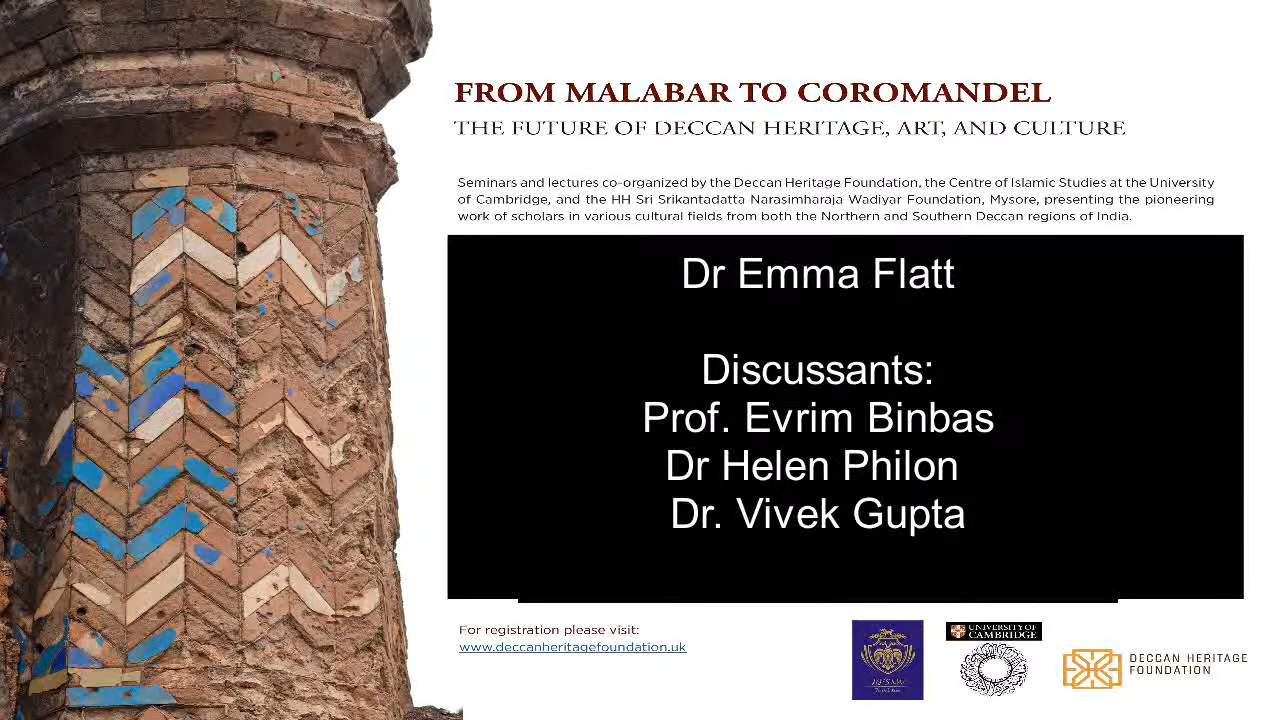 FROM MALABAR TO COROMANDEL
THE FUTURE OF DECCAN HERITAGE, ART, AND CULTURE
Seminars and lectures co-organized by the Deccan Heritage Foundation, the Centre of Islamic Studies at the University
of Cambridge, and the HH Sri Srikantadatta Narasimharaja Wadiyar Foundation, Mysore, presenting the pioneering
work of scholars in various cultural fields from both the Northern and Southern Deccan regions of India.
Dr Emma Flatt
Discussants:
Prof. Evrim Binbas
Dr Helen Philon
Dr. Vivek Gupta
For registration please visit:
www.deccanheritagefoundation.uk
UNIVERSITY OF
CAMBRIDGE
DECCAN HERITAGE
FOUNDATION